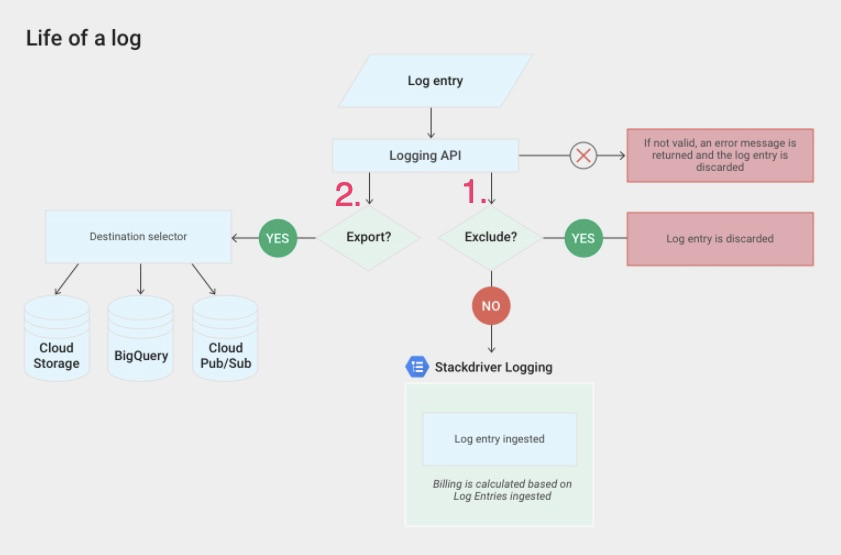 Life of a log
Log entry
Logging API
If not valid, an error message is
returned and the log entry is
discarded
2.
1.
Destination selector
YES
Export?
Exclude?
YES
Log entry is discarded
NO
Cloud
Storage
BigQuery
Cloud
Pub/Sub
Stackdriver Logging
Log entry ingested
Billing is calculated based on
Log Entries ingested